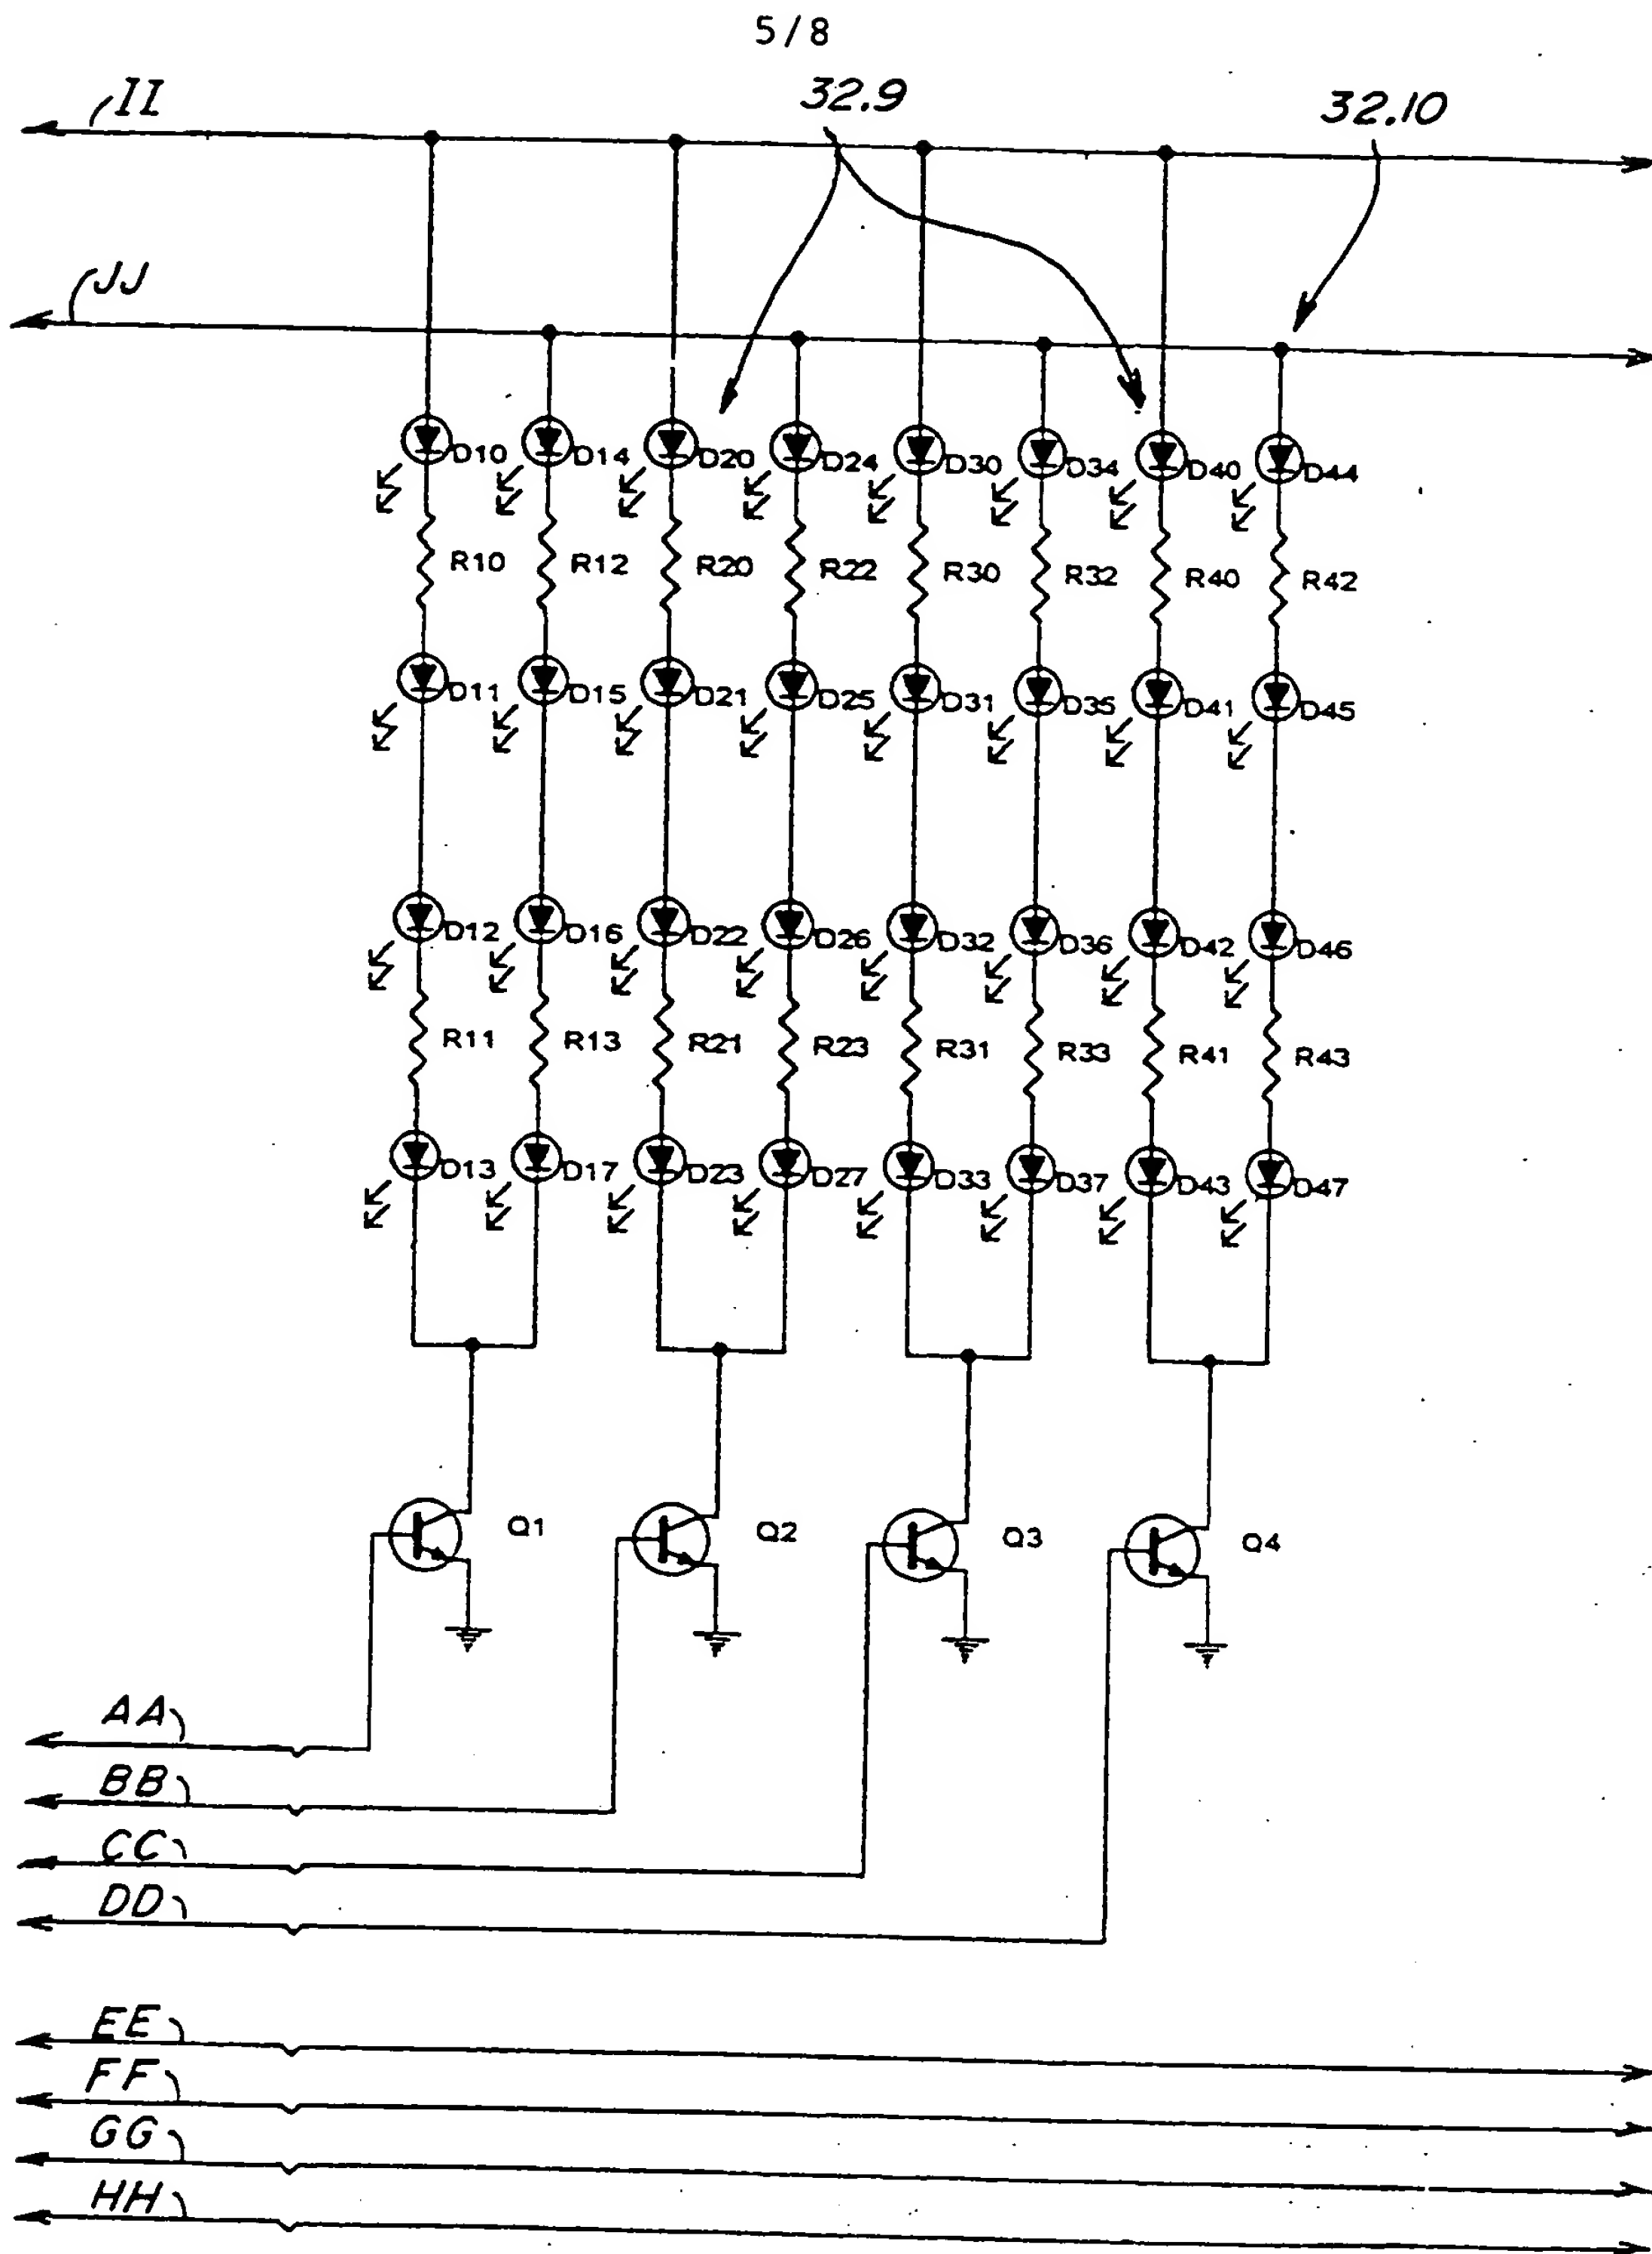 5/8
II
32.9
32.10
JJ
D10 D14 D20 D24 D30 D34 D40 D44
R10 R12 R20 R22 R30 R32 R40 R42
D11 D15 D21 D25 D31 D35 D41 D45
D12 D16 D22 D26 D32 D36 D42 D46
R11 R13 R21 R23 R31 R33 R41 R43
D13 D17 D23 D27 D33 D37 D43 D47
Q1 Q2 Q3 Q4
AA
BB
CC
DD
EE
FF
GG
HH